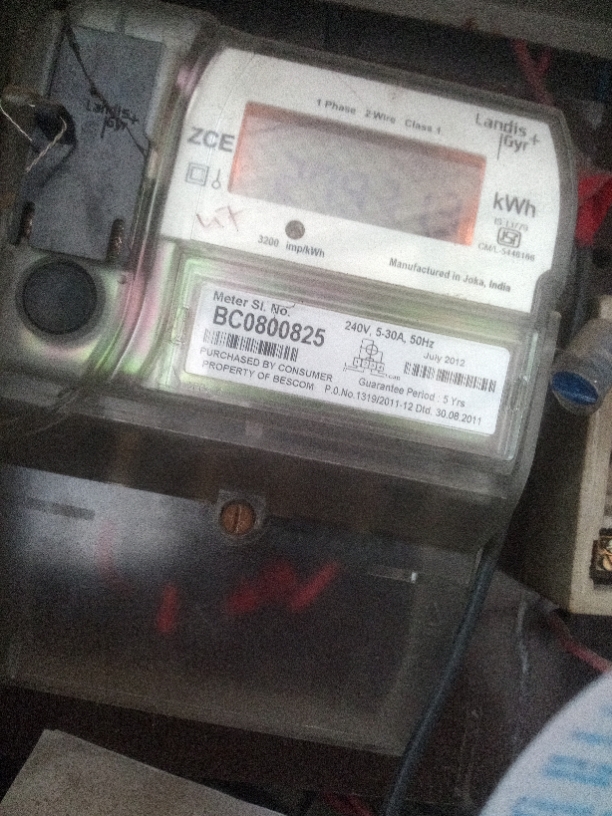 Landis+
Gyr
1 Phase 2 Wire Class 1
Landis+
Gyr
ZCE
kWh
3200 imp/kWh
Manufactured in Joka, India
Meter Sl. No.
BC0800825
240V, 5-30A, 50Hz
July 2012
PURCHASED BY CONSUMER
Guarantee Period : 5 Yrs
PROPERTY OF BESCOM
P.O.No.1319/2011-12 Dtd. 30.08.2011